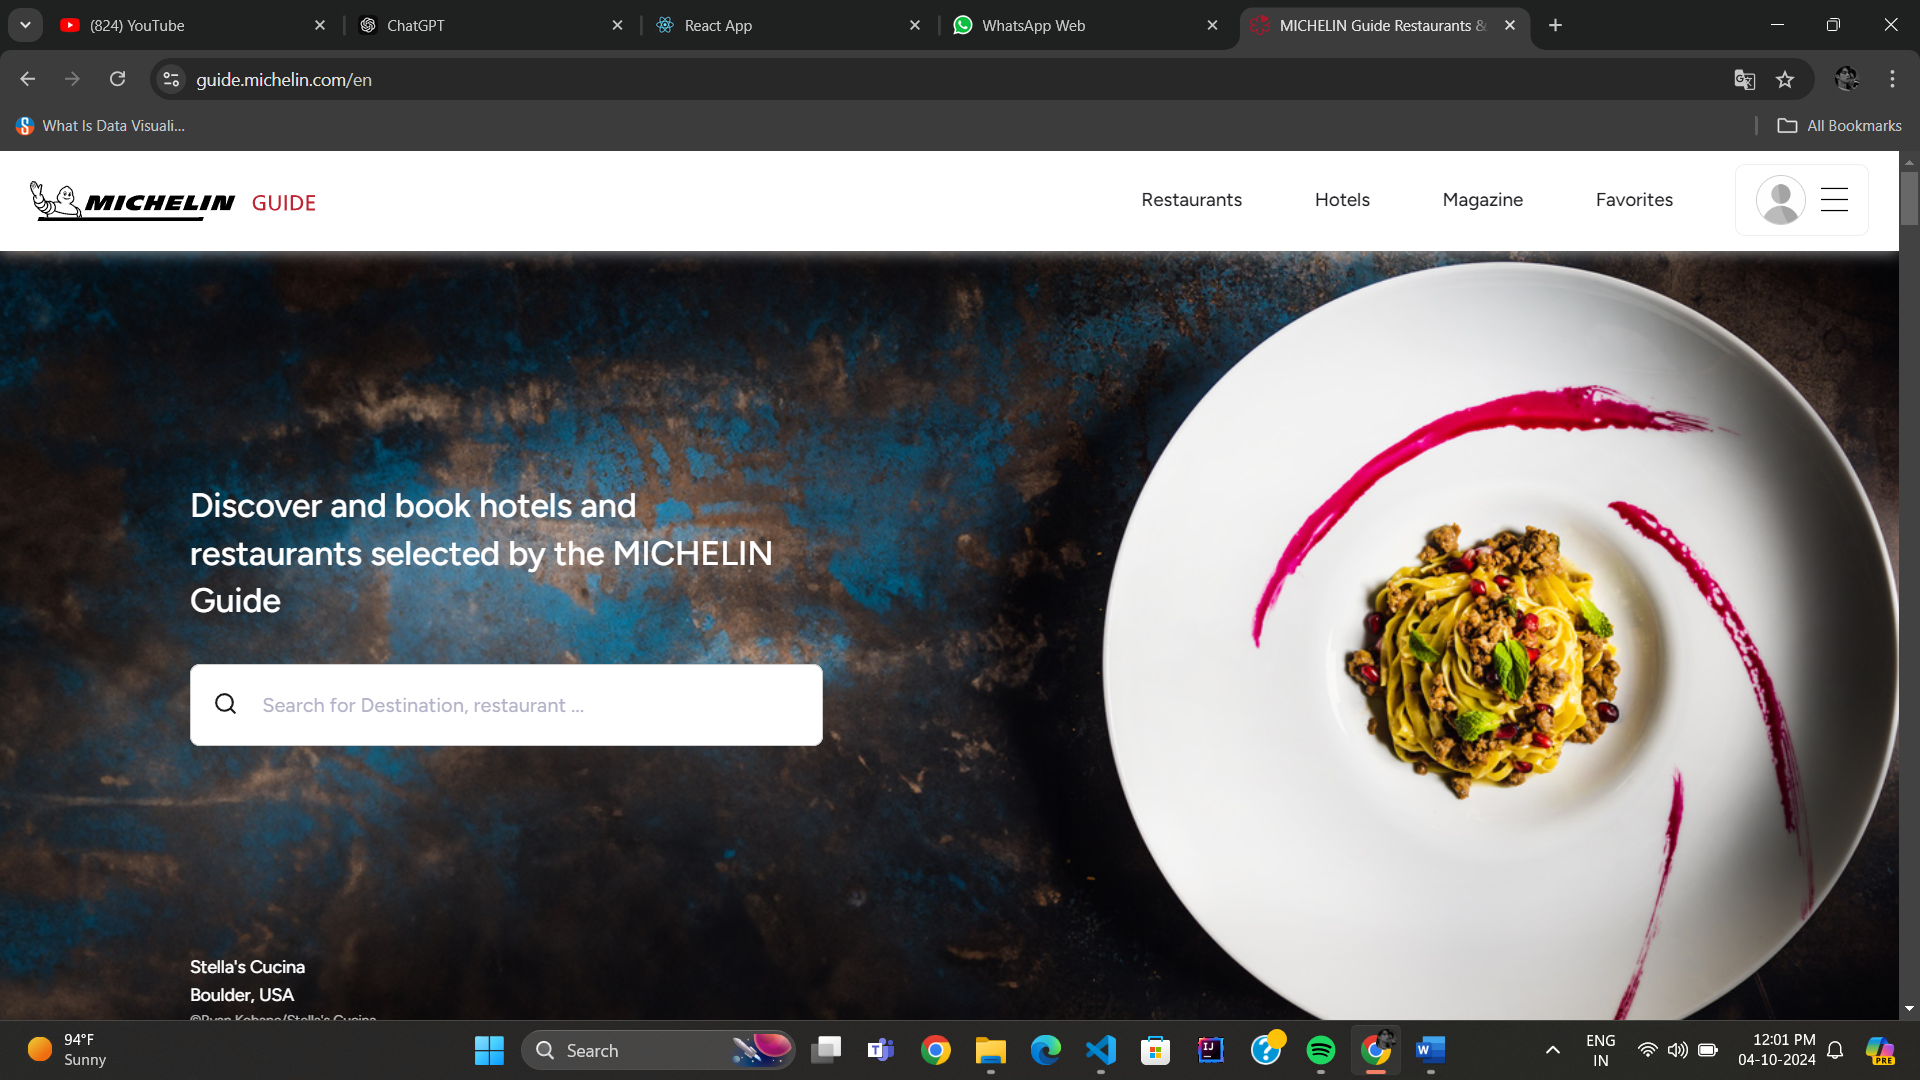 (824) YouTube
ChatGPT
React App
WhatsApp Web
MICHELIN Guide Restaurants &
guide.michelin.com/en
What Is Data Visuali...
All Bookmarks
MICHELIN GUIDE
Restaurants
Hotels
Magazine
Favorites
Discover and book hotels and
restaurants selected by the MICHELIN
Guide
Search for Destination, restaurant ...
Stella's Cucina
Boulder, USA
94°F
Sunny
Search
ENG
IN
12:01 PM
04-10-2024
PRE